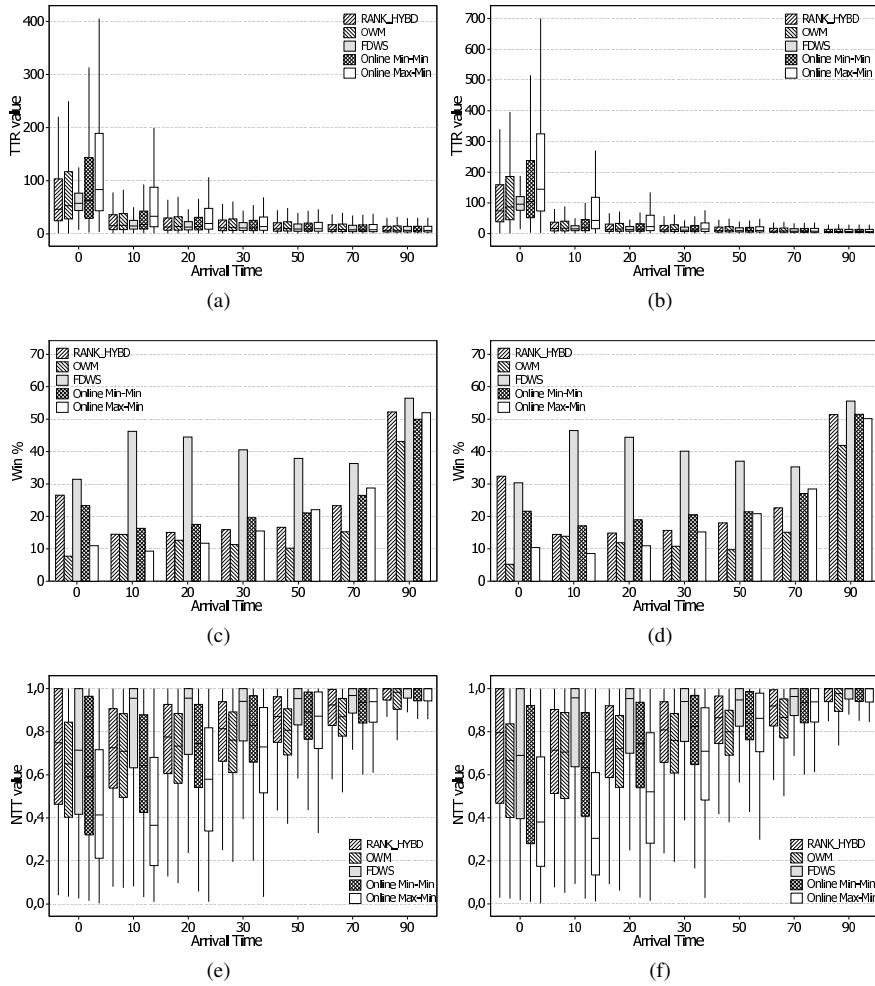 RANK_HYBD
OWM
FDWS
Online Min-Min
Online Max-Min
TTR value
400
300
200
100
0
0 10 20 30 50 70 90
Arrival Time
(a)
RANK_HYBD
OWM
FDWS
Online Min-Min
Online Max-Min
TTR value
700
600
500
400
300
200
100
0
0 10 20 30 50 70 90
Arrival Time
(b)
RANK_HYBD
OWM
FDWS
Online Min-Min
Online Max-Min
Win %
70
60
50
40
30
20
10
0
0 10 20 30 50 70 90
Arrival Time
(c)
RANK_HYBD
OWM
FDWS
Online Min-Min
Online Max-Min
Win %
70
60
50
40
30
20
10
0
0 10 20 30 50 70 90
Arrival Time
(d)
NTT value
1,0
0,8
0,6
0,4
0,2
0,0
RANK_HYBD
OWM
FDWS
Online Min-Min
Online Max-Min
0 10 20 30 50 70 90
Arrival Time
(e)
NTT value
1,0
0,8
0,6
0,4
0,2
0,0
RANK_HYBD
OWM
FDWS
Online Min-Min
Online Max-Min
0 10 20 30 50 70 90
Arrival Time
(f)